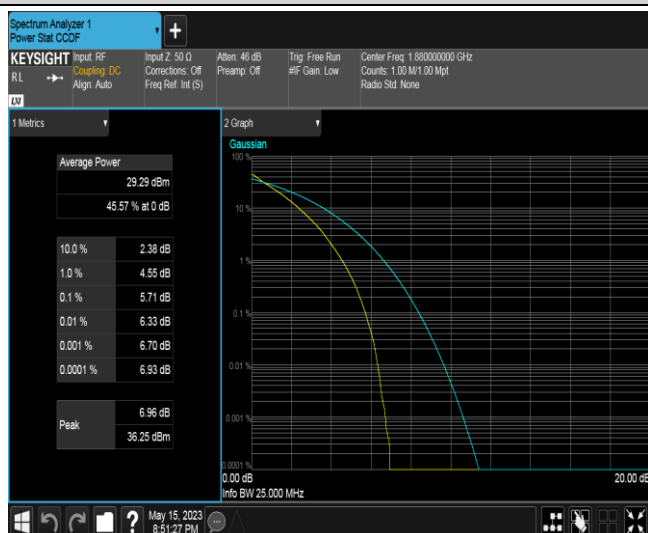 Spectrum Analyzer 1
Power Stat CCDF
KEYSIGHT
RL
LXI
Input: RF
Coupling: DC
Align: Auto
Input Z: 50 Ω
Corrections: Off
Freq Ref: Int (S)
Atten: 46 dB
Preamp: Off
Trig: Free Run
#IF Gain: Low
Center Freq: 1.880000000 GHz
Counts: 1.00 M/1.00 Mpt
Radio Std: None
1 Metrics
Average Power
29.29 dBm
45.57 % at 0 dB
10.0 % 2.38 dB
1.0 % 4.55 dB
0.1 % 5.71 dB
0.01 % 6.33 dB
0.001 % 6.70 dB
0.0001 % 6.93 dB
Peak
6.96 dB
36.25 dBm
2 Graph
Gaussian
100 %
10 %
1 %
0.1 %
0.01 %
0.001 %
0.0001 %
0.00 dB
20.00 dB
Info BW 25.000 MHz
May 15, 2023
8:51:27 PM